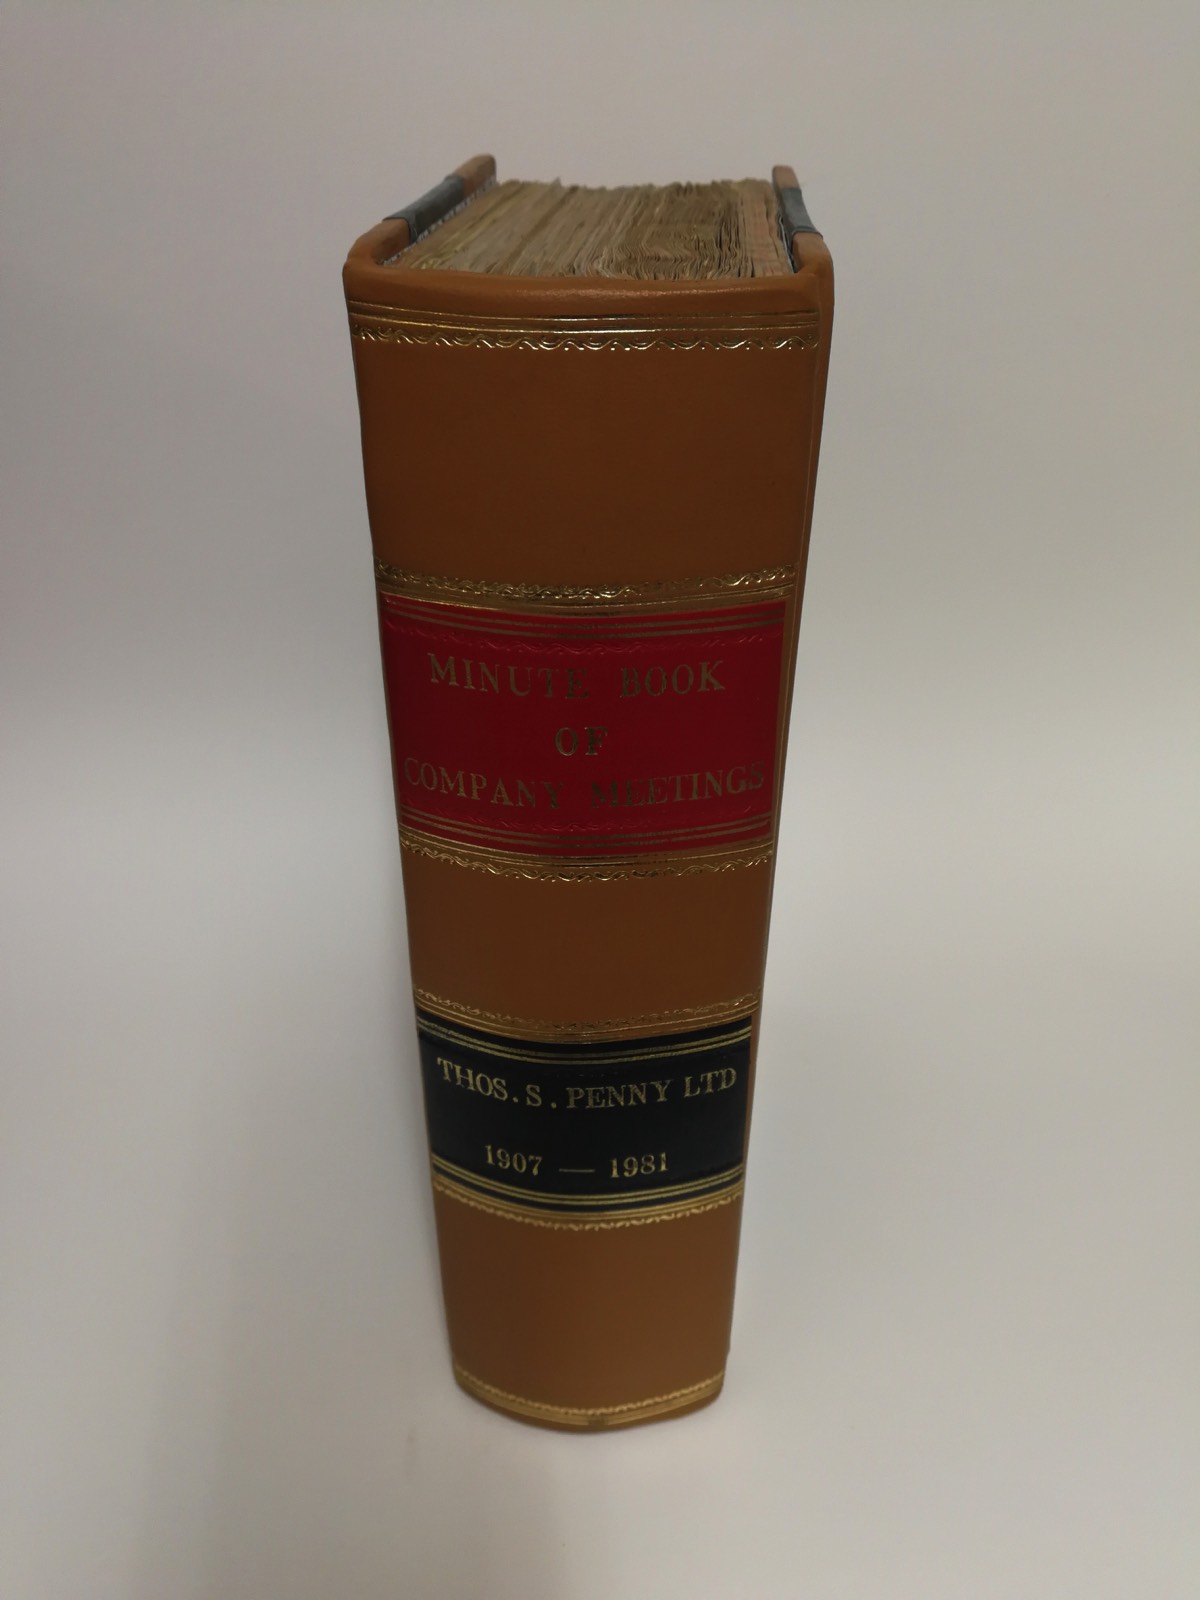 MINUTE BOOK
OF
COMPANY MEETINGS
THOS. S. PENNY LTD
1907 — 1981